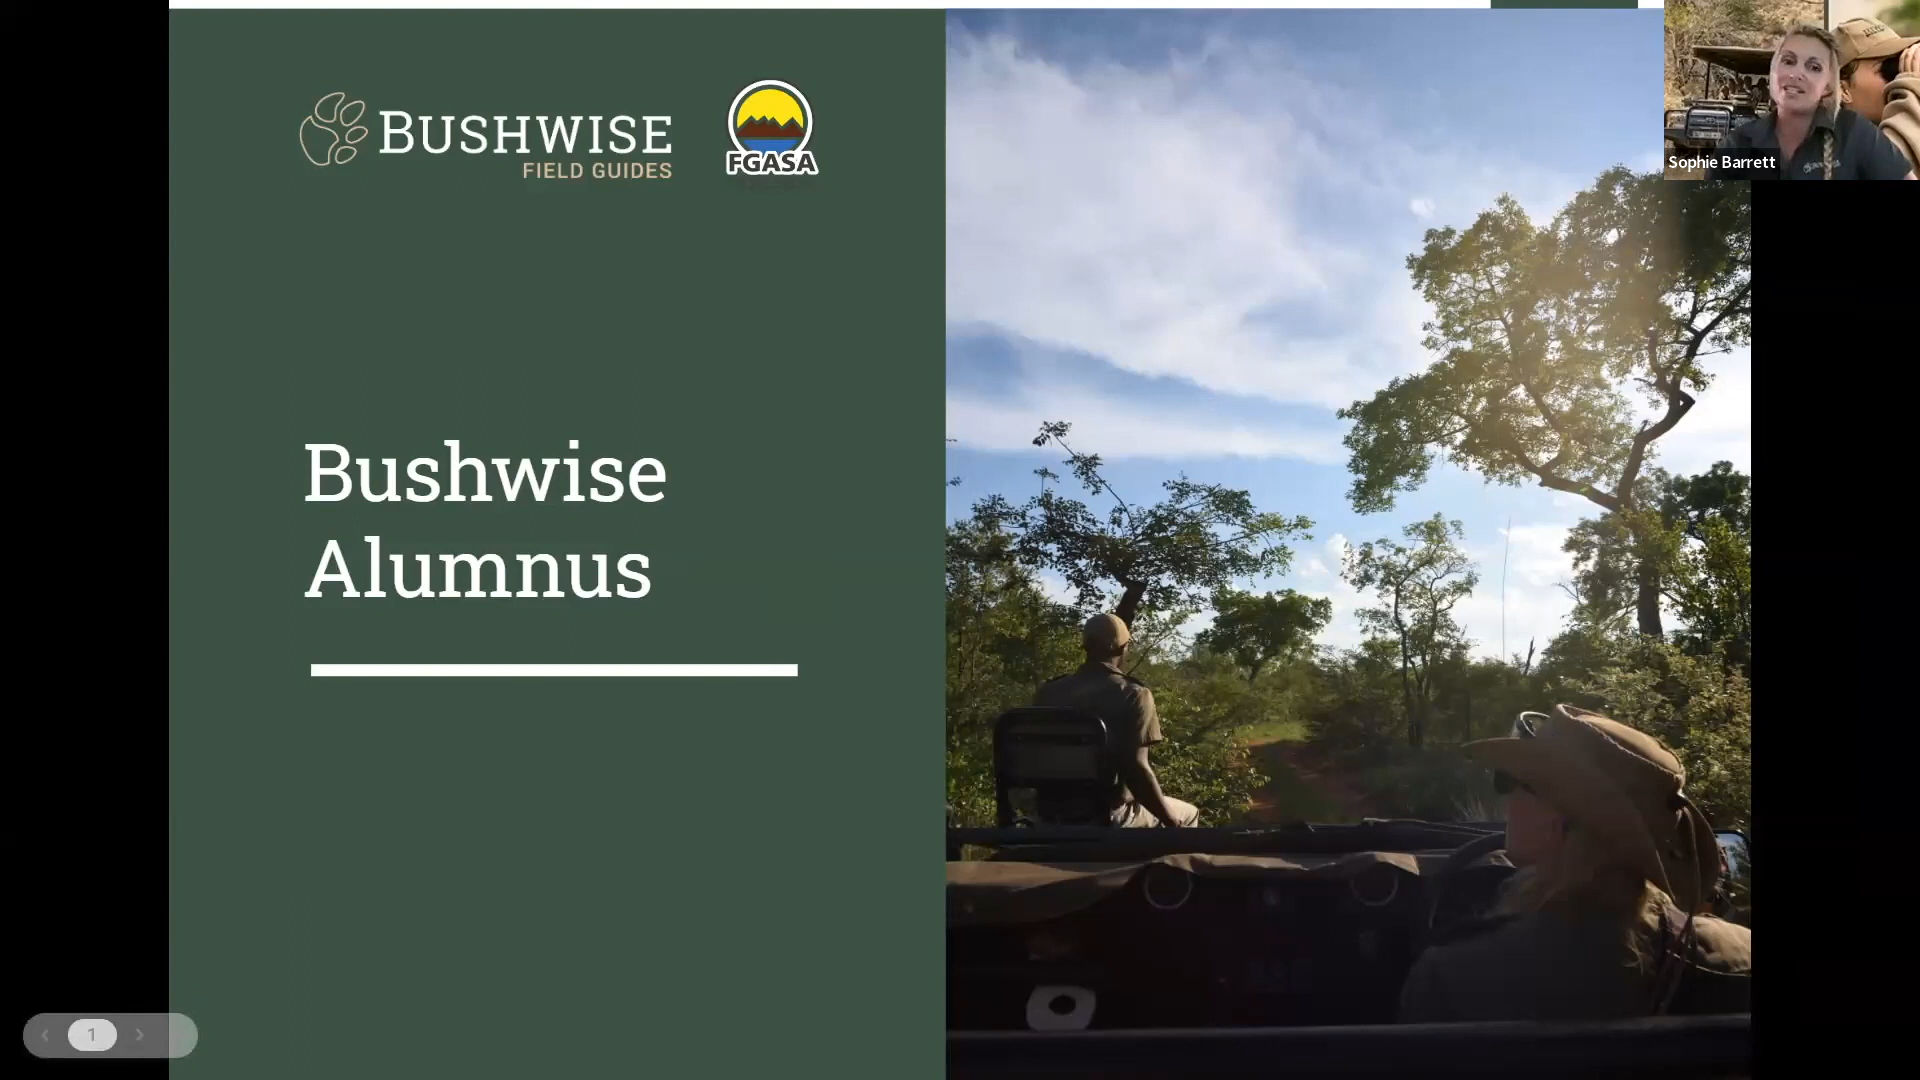 BUSHWISE
FIELD GUIDES
FGASA
Sophie Barrett
Bushwise
Alumnus
1